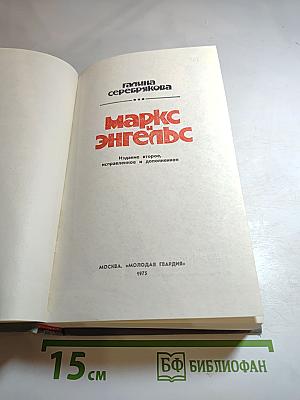 ГАЛИНА
СЕРЕБРЯКОВА
МАРКС
И
ЭНГЕЛЬС
Издание второе,
исправленное и дополненное
МОСКВА, «МОЛОДАЯ ГВАРДИЯ»
1975
15 см
БФ БИБЛИОФАН